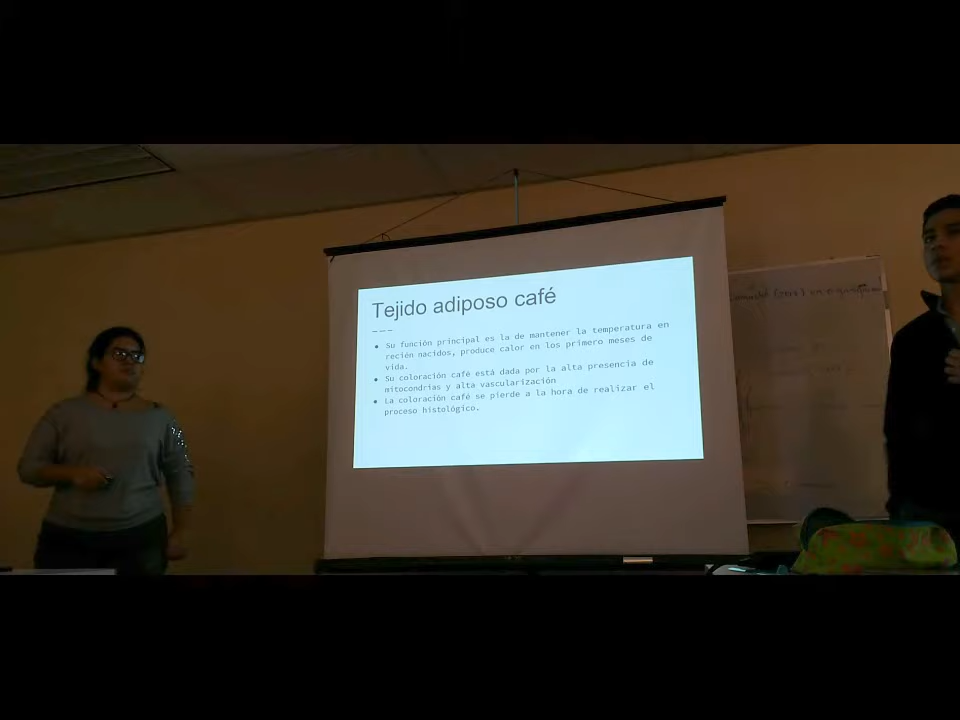 Tejido adiposo café
● Su función principal es la de mantener la temperatura en
recién nacidos, produce calor en los primero meses de
vida.
● Su coloración café está dada por la alta presencia de
mitocondrias y alta vascularización
● La coloración café se pierde a la hora de realizar el
proceso histológico.